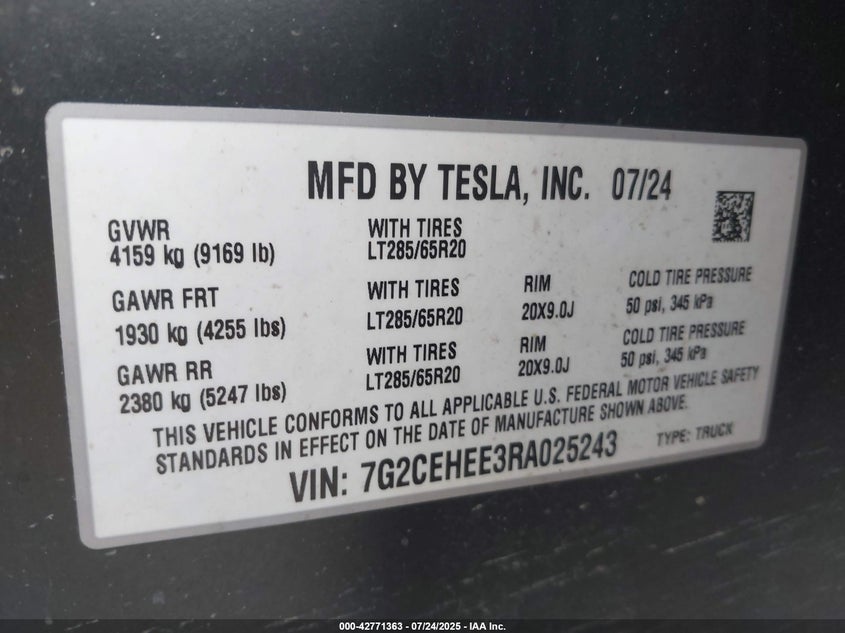 MFD BY TESLA, INC. 07/24
GVWR
4159 kg (9169 lb)
WITH TIRES
LT285/65R20
GAWR FRT
1930 kg (4255 lbs)
WITH TIRES
LT285/65R20
RIM
20X9.0J
COLD TIRE PRESSURE
50 psi, 345 kPa
GAWR RR
2380 kg (5247 lbs)
WITH TIRES
LT285/65R20
RIM
20X9.0J
COLD TIRE PRESSURE
50 psi, 345 kPa
THIS VEHICLE CONFORMS TO ALL APPLICABLE U.S. FEDERAL MOTOR VEHICLE SAFETY
STANDARDS IN EFFECT ON THE DATE OF MANUFACTURE SHOWN ABOVE.
VIN: 7G2CEHEE3RA025243 TYPE: TRUCK
000-42771363 - 07/24/2025 - IAA Inc.